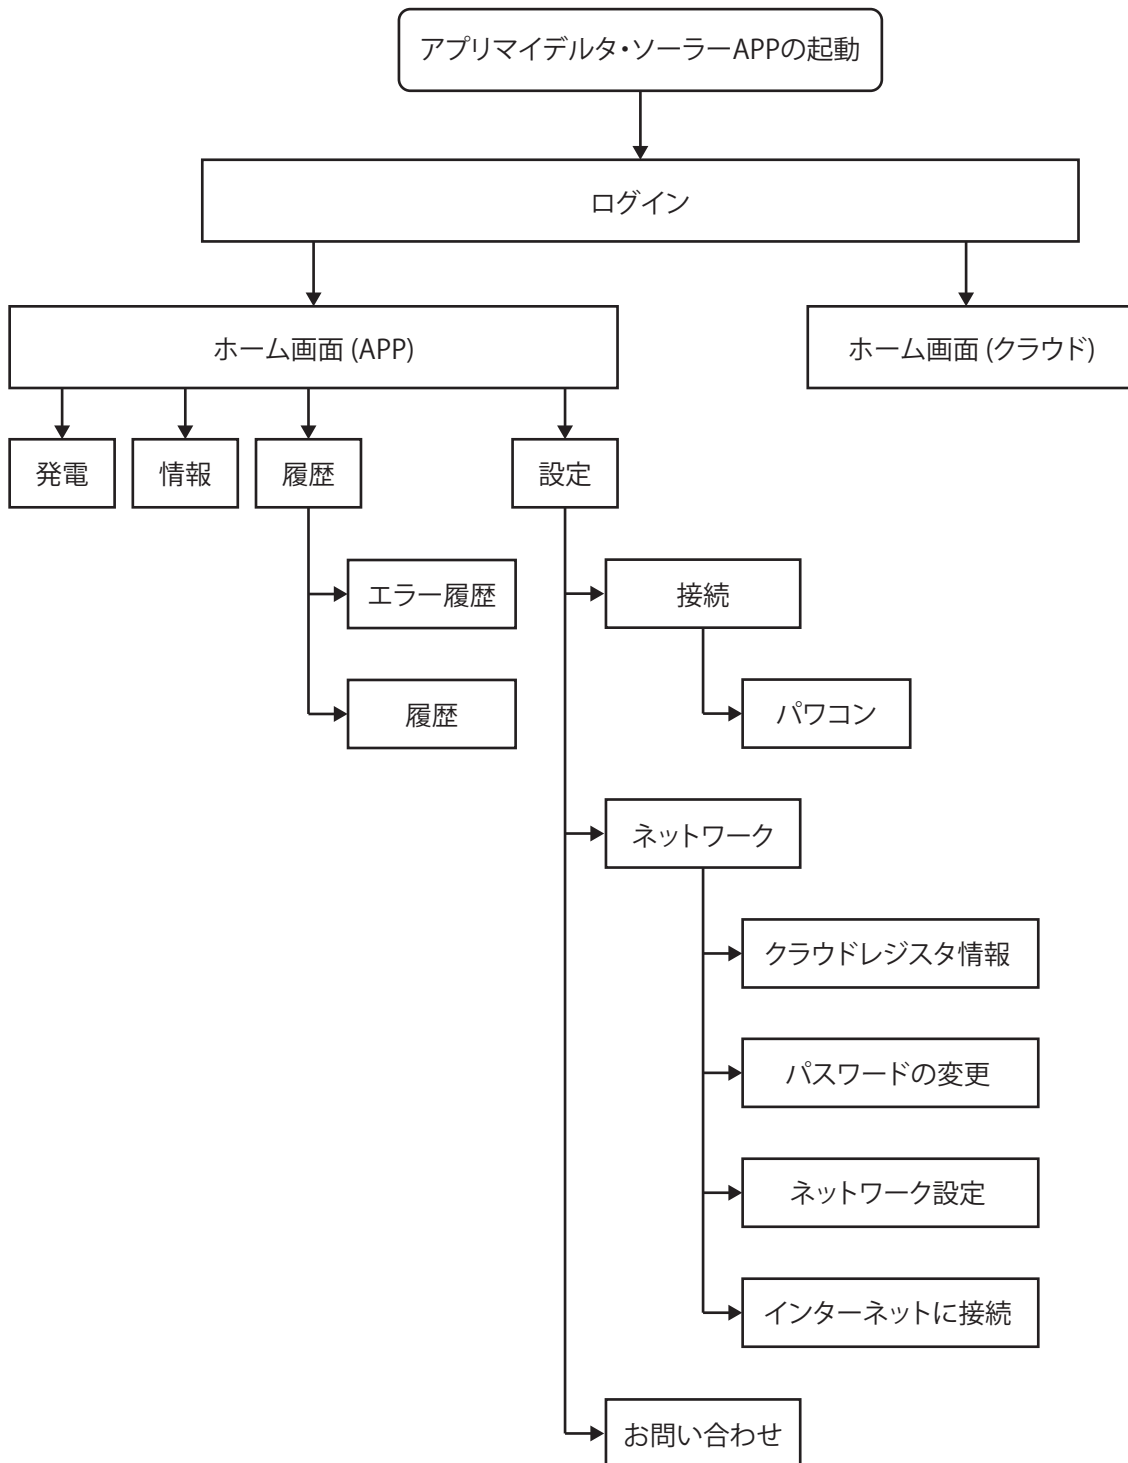 アプリマイデルタ・ソーラーAPPの起動
ログイン
ホーム画面 (APP)
ホーム画面 (クラウド)
発電
情報
履歴
設定
エラー履歴
接続
履歴
パワコン
ネットワーク
クラウドレジスタ情報
パスワードの変更
ネットワーク設定
インターネットに接続
お問い合わせ